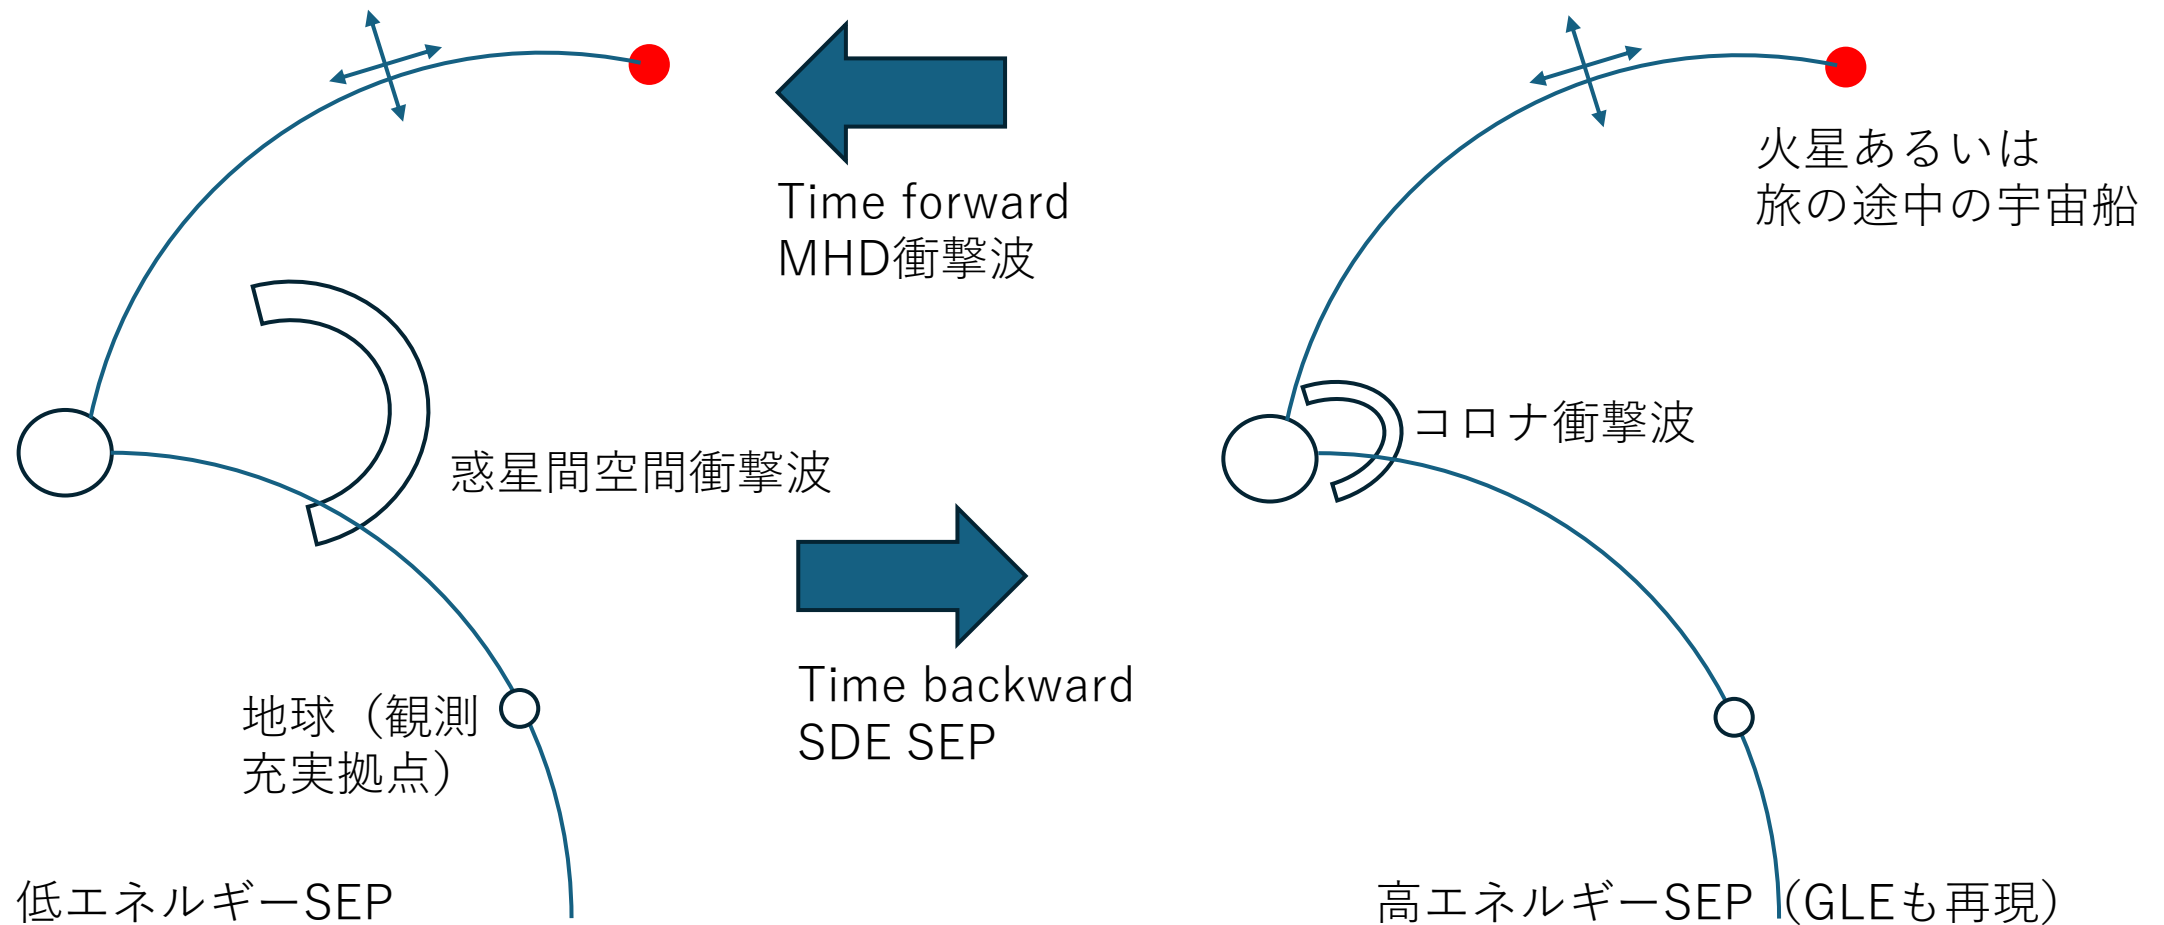 火星あるいは
旅の途中の宇宙船
Time forward
MHD衝撃波
コロナ衝撃波
惑星間空間衝撃波
Time backward
SDE SEP
地球（観測
充実拠点）
低エネルギーSEP
高エネルギーSEP（GLEも再現）